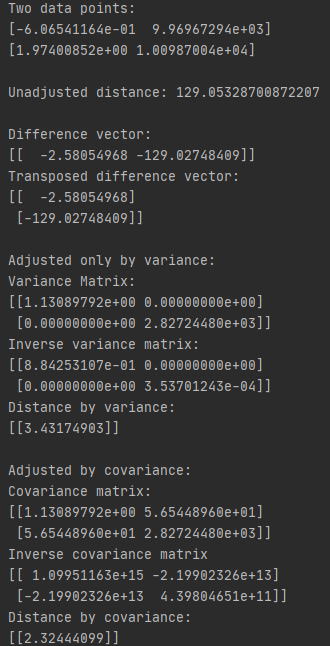 Two data points:
[-6.06541164e-01  9.96967294e+03]
[1.97400852e+00 1.00987004e+04]

Unadjusted distance: 129.05328700872207

Difference vector:
[[  -2.58054968 -129.02748409]]
Transposed difference vector:
[[  -2.58054968]
 [-129.02748409]]

Adjusted only by variance:
Variance Matrix:
[[1.13089792e+00 0.00000000e+00]
 [0.00000000e+00 2.82724480e+03]]
Inverse variance matrix:
[[8.84253107e-01 0.00000000e+00]
 [0.00000000e+00 3.53701243e-04]]
Distance by variance:
[[3.43174903]]

Adjusted by covariance:
Covariance matrix:
[[1.13089792e+00 5.65448960e+01]
 [5.65448960e+01 2.82724480e+03]]
Inverse covariance matrix
[[ 1.09951163e+15 -2.19902326e+13]
 [-2.19902326e+13  4.39804651e+11]]
Distance by covariance:
[[2.32444099]]